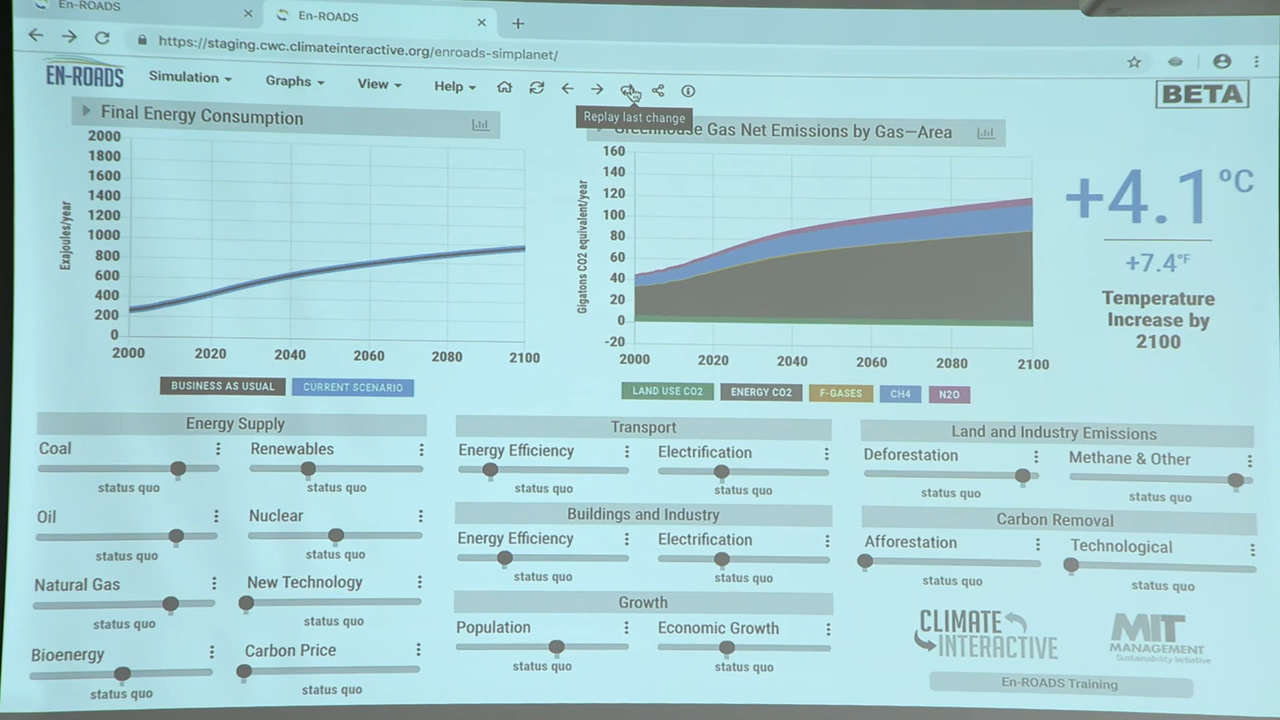 En-ROADS
En-ROADS
https://staging.cwc.climateinteractive.org/enroads-simplanet/
EN-ROADS
Simulation
Graphs
View
Help
BETA
Replay last change
Final Energy Consumption
Greenhouse Gas Net Emissions by Gas—Area
2000
1800
1600
1400
1200
1000
800
600
400
200
0
Exajoules/year
2000 2020 2040 2060 2080 2100
BUSINESS AS USUAL
CURRENT SCENARIO
160
140
120
100
80
60
40
20
0
-20
Gigatons CO2 equivalent/year
2000 2020 2040 2060 2080 2100
LAND USE CO2
ENERGY CO2
F-GASES
CH4
N2O
+4.1 °C
+7.4°F
Temperature
Increase by
2100
Energy Supply
Coal
status quo
Renewables
status quo
Oil
status quo
Nuclear
status quo
Natural Gas
status quo
New Technology
status quo
Bioenergy
status quo
Carbon Price
status quo
Transport
Energy Efficiency
status quo
Electrification
status quo
Buildings and Industry
Energy Efficiency
status quo
Electrification
status quo
Growth
Population
status quo
Economic Growth
status quo
Land and Industry Emissions
Deforestation
status quo
Methane & Other
status quo
Carbon Removal
Afforestation
status quo
Technological
status quo
CLIMATE
INTERACTIVE
MIT
MANAGEMENT
Sustainability Initiative
En-ROADS Training